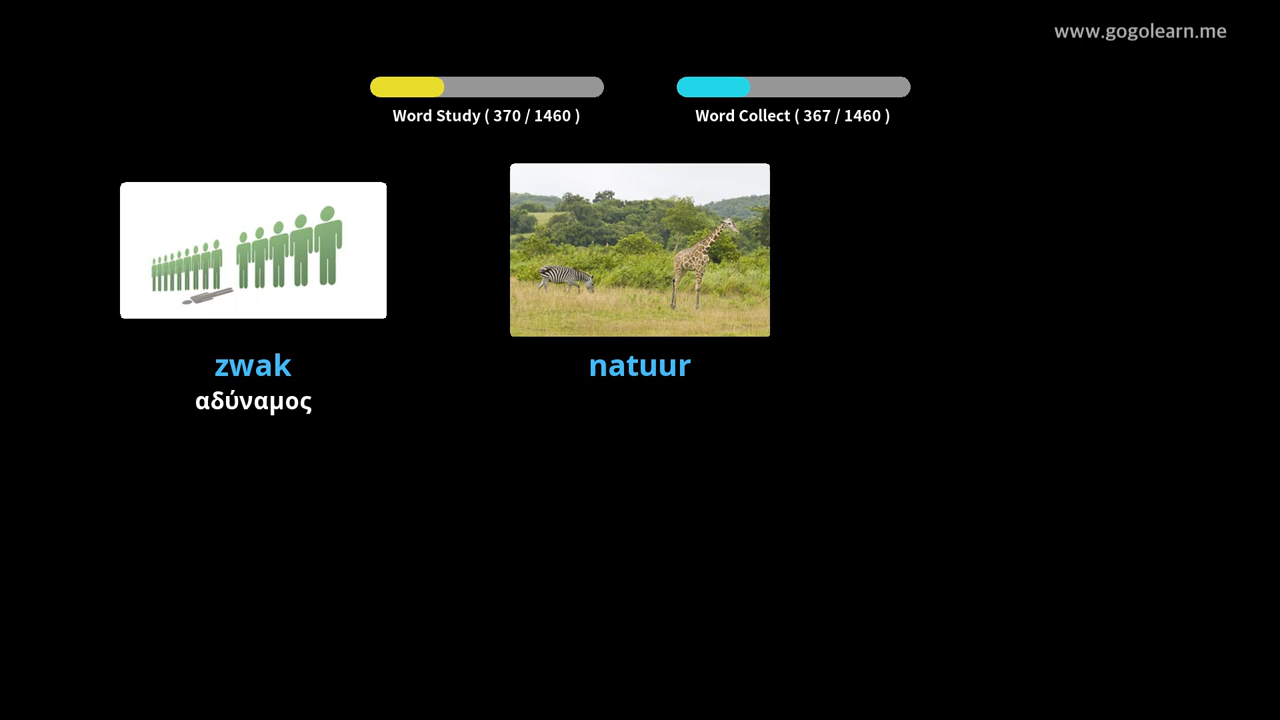 www.gogolearn.me
Word Study ( 370 / 1460 )
Word Collect ( 367 / 1460 )
zwak
αδύναμος
natuur